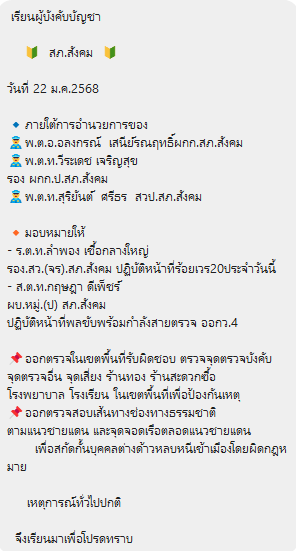 เรียนผู้บังคับบัญชา
🔰 สภ.สังคม 🔰
วันที่ 22 ม.ค.2568
🔹ภายใต้การอำนวยการของ
👮พ.ต.อ.อลงกรณ์ เสนีย์รณฤทธิ์ผกก.สภ.สังคม
👮พ.ต.ท.วีระเดช เจริญสุข
รอง ผกก.ป.สภ.สังคม
👮พ.ต.ท.สุริยันต์ ศรีธร สวป.สภ.สังคม
🔸มอบหมายให้
- ร.ต.ท.ลำพอง เชื้อกลางใหญ่
รอง.สว.(จร).สภ.สังคม ปฏิบัติหน้าที่ร้อยเวร20ประจำวันนี้
- ส.ต.ท.กฤษฎา ดีเพ็ชร์
ผบ.หมู่.(ป) สภ.สังคม
ปฏิบัติหน้าที่พลขับพร้อมกำลังสายตรวจ ออกว.4
📌ออกตรวจในเขตพื้นที่รับผิดชอบ ตรวจจุดตรวจบังคับ
จุดตรวจอื่น จุดเสี่ยง ร้านทอง ร้านสะดวกซื้อ
โรงพยาบาล โรงเรียน ในเขตพื้นที่เพื่อป้องกันเหตุ
📌ออกตรวจสอบเส้นทางช่องทางธรรมชาติ
ตามแนวชายแดน และจุดจอดเรือตลอดแนวชายแดน
เพื่อสกัดกั้นบุคคลต่างด้าวหลบหนีเข้าเมืองโดยผิดกฎห
มาย
เหตุการณ์ทั่วไปปกติ
จึงเรียนมาเพื่อโปรดทราบ